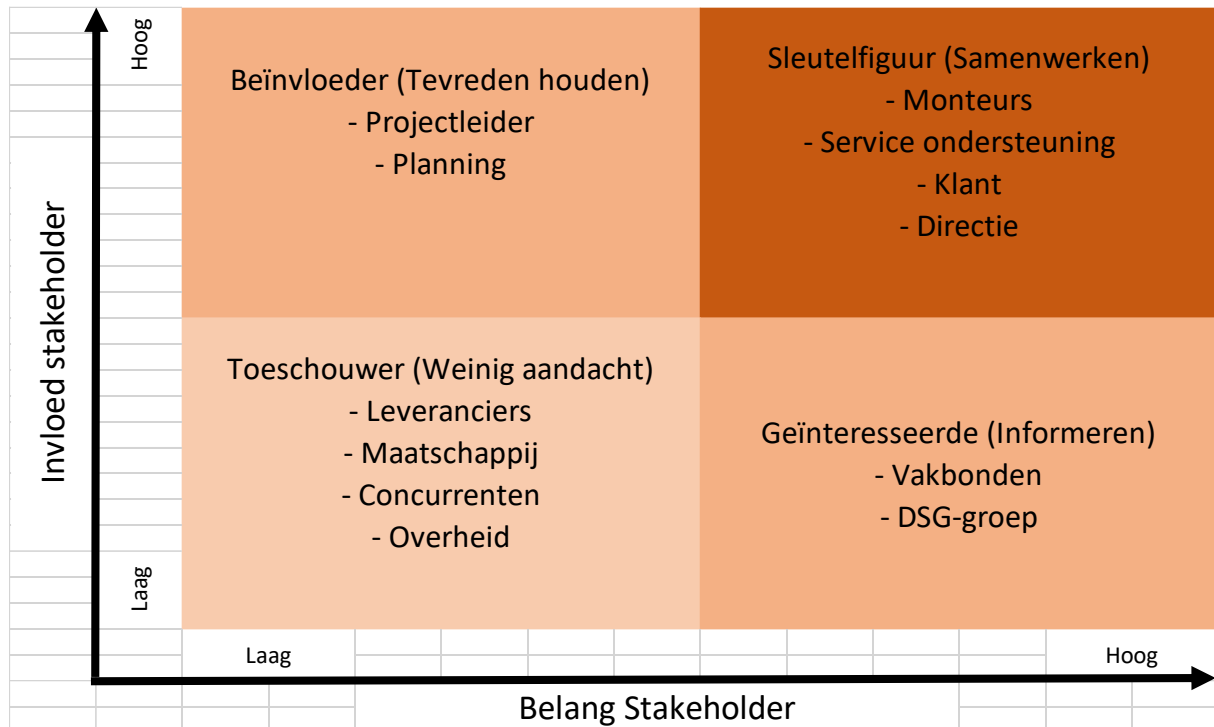 Invloed stakeholder
Hoog
Laag
Beïnvloeder (Tevreden houden)
- Projectleider
- Planning
Sleutelfiguur (Samenwerken)
- Monteurs
- Service ondersteuning
- Klant
- Directie
Toeschouwer (Weinig aandacht)
- Leveranciers
- Maatschappij
- Concurrenten
- Overheid
Geïnteresseerde (Informeren)
- Vakbonden
- DSG-groep
Laag
Hoog
Belang Stakeholder